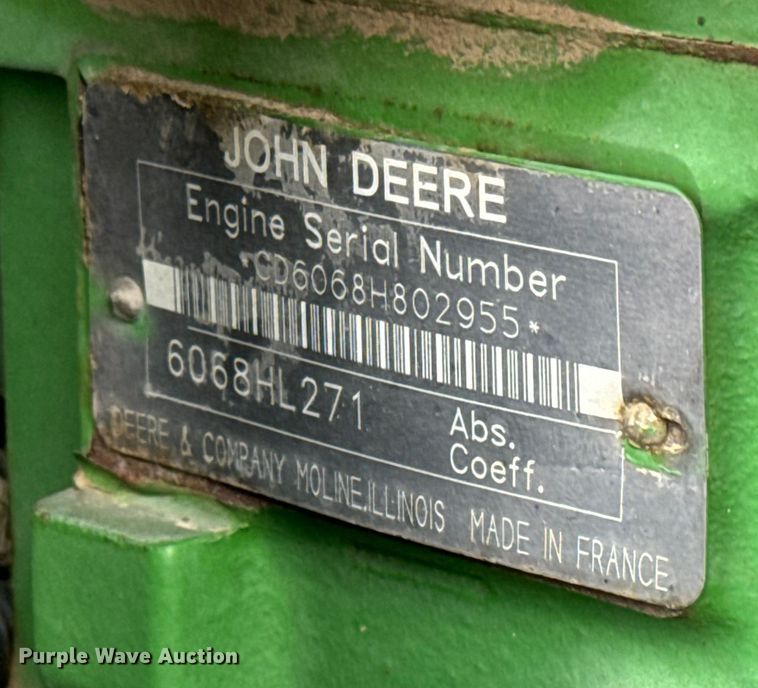 JOHN DEERE
Engine Serial Number
*CD6068H802955*
6068HL271
Abs.
Coeff.
DEERE & COMPANY MOLINE,ILLINOIS MADE IN FRANCE
Purple Wave Auction